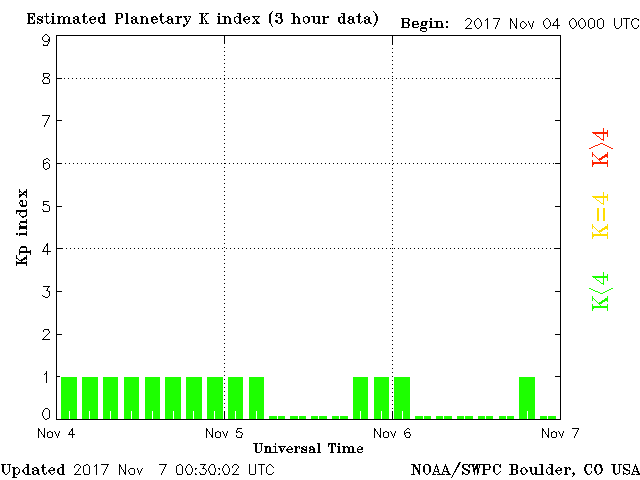 Estimated Planetary K index (3 hour data) Begin: 2017 Nov 04 0000 UTC
9
8
7
6
5
4
3
2
1
0
Kp index
K>4
K=4
K<4
Nov 4 Nov 5 Nov 6 Nov 7
Universal Time
Updated 2017 Nov 7 00:30:02 UTC NOAA/SWPC Boulder, CO USA